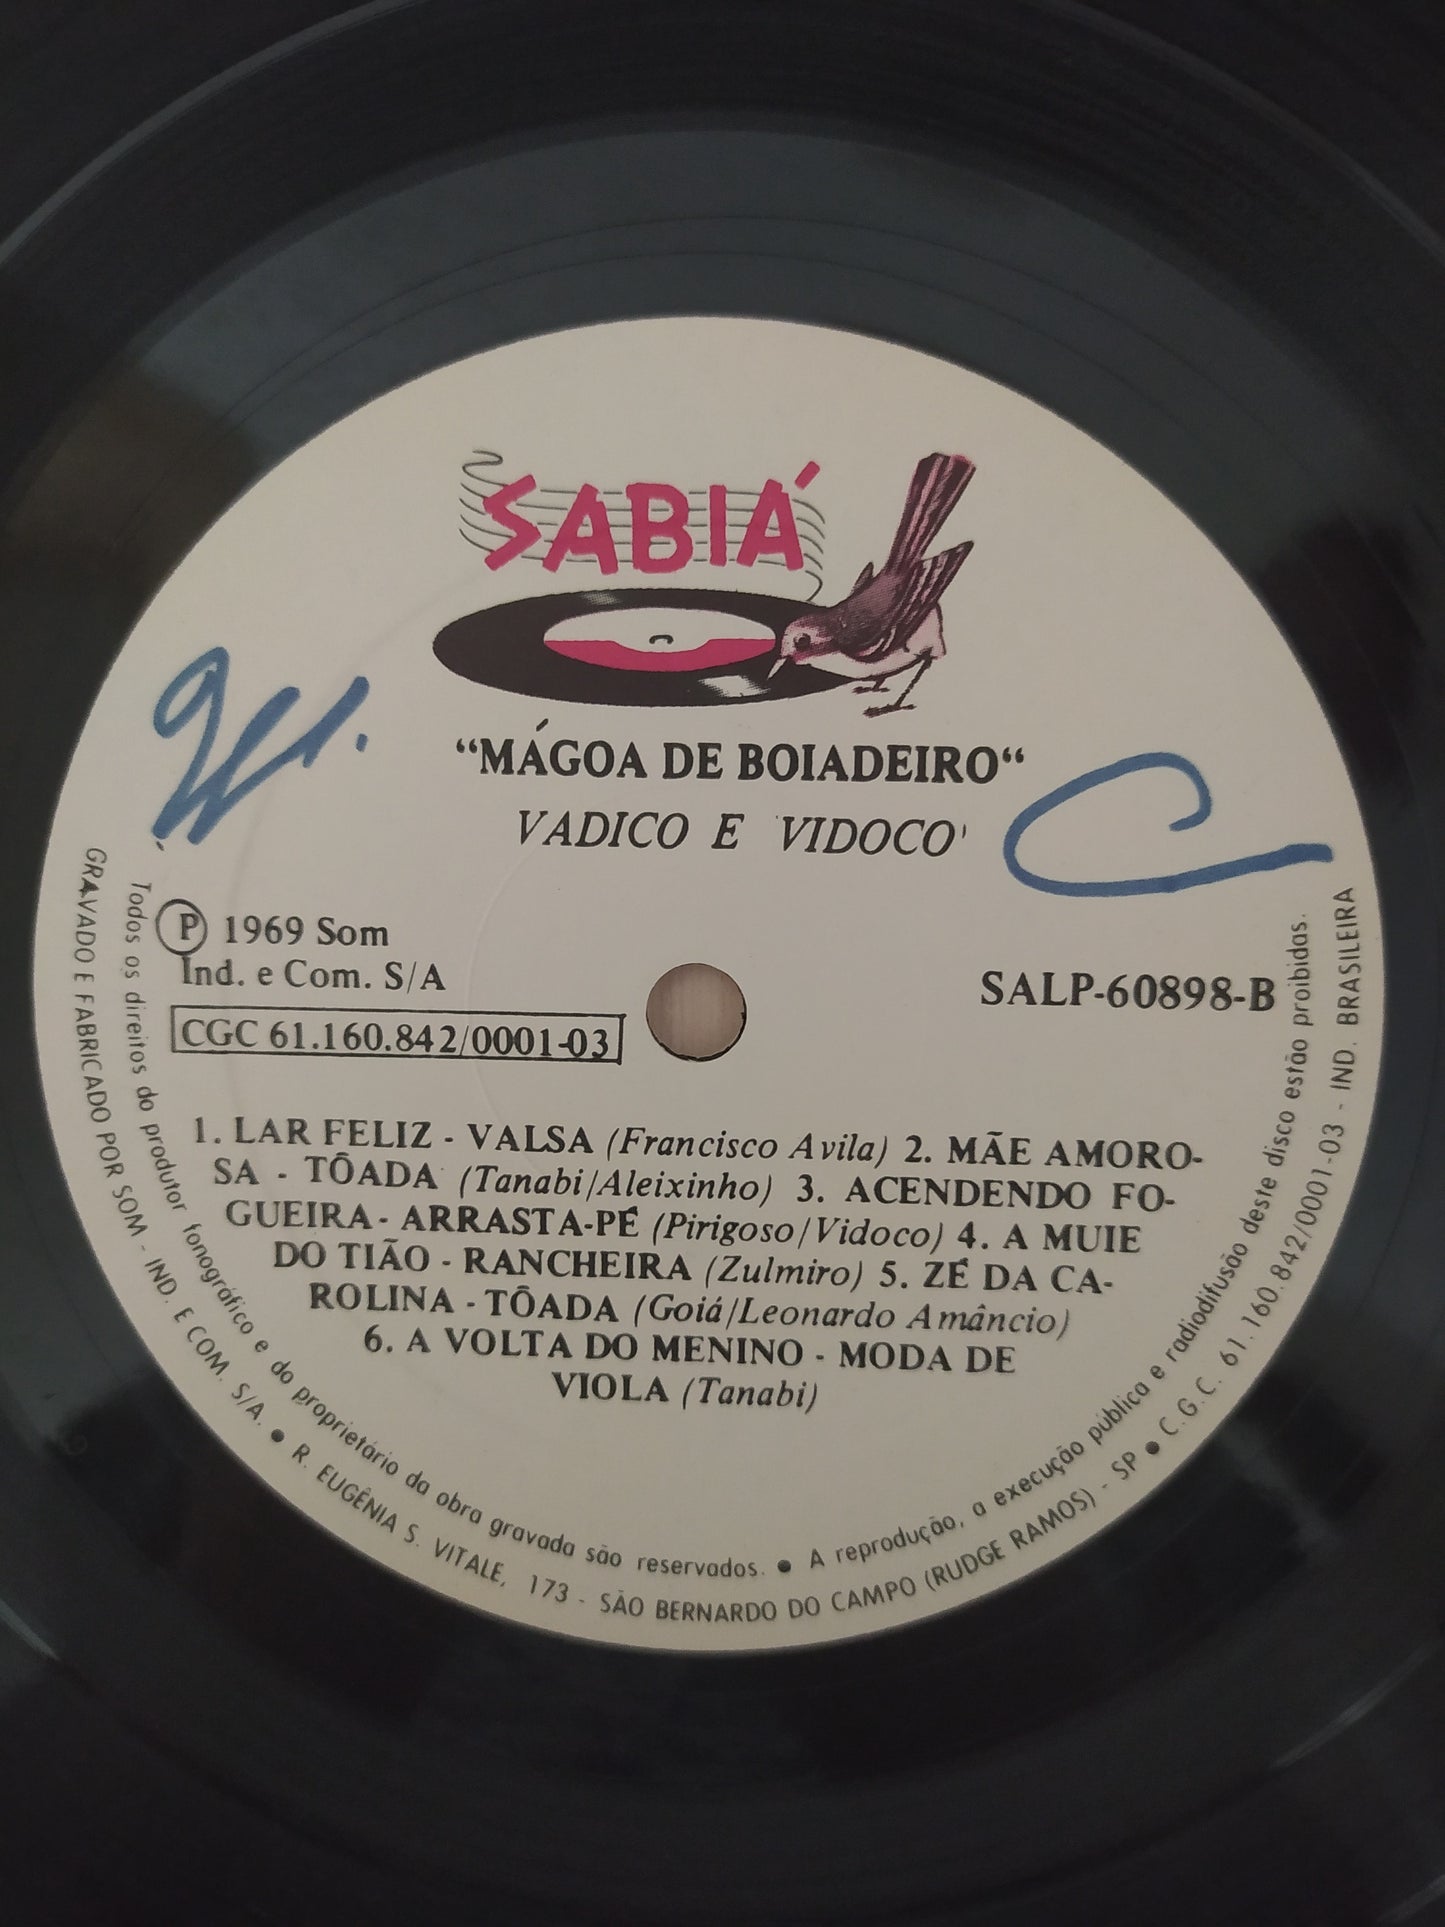 SABIÁ
“MÁGOA DE BOIADEIRO“
VADICO E VIDOCO
C
P 1969 Som
Ind. e Com. S/A
CGC 61.160.842/0001-03
SALP-60898-B
1. LAR FELIZ - VALSA (Francisco Avila) 2. MÃE AMORO-
SA - TÔADA (Tanabi/Aleixinho) 3. ACENDENDO FO-
GUEIRA - ARRASTA-PÊ (Pirigoso/Vidoco) 4. A MUIE
DO TIÃO - RANCHEIRA (Zulmiro) 5. ZÉ DA CA-
ROLINA - TÔADA (Goiá/Leonardo Amâncio)
6. A VOLTA DO MENINO - MODA DE
VIOLA (Tanabi)
Todos os direitos do produtor fonográfico e do proprietário da obra gravada são reservados. ● A reprodução, a execução pública e radiodifusão deste disco estão proibidas.
GRAVADO E FABRICADO POR SOM - IND. E COM. S/A. ● R. EUGÊNIA S. VITALE, 173 - SÃO BERNARDO DO CAMPO (RUDGE RAMOS) - SP ● C.G.C. 61.160.842/0001-03 - IND. BRASILEIRA